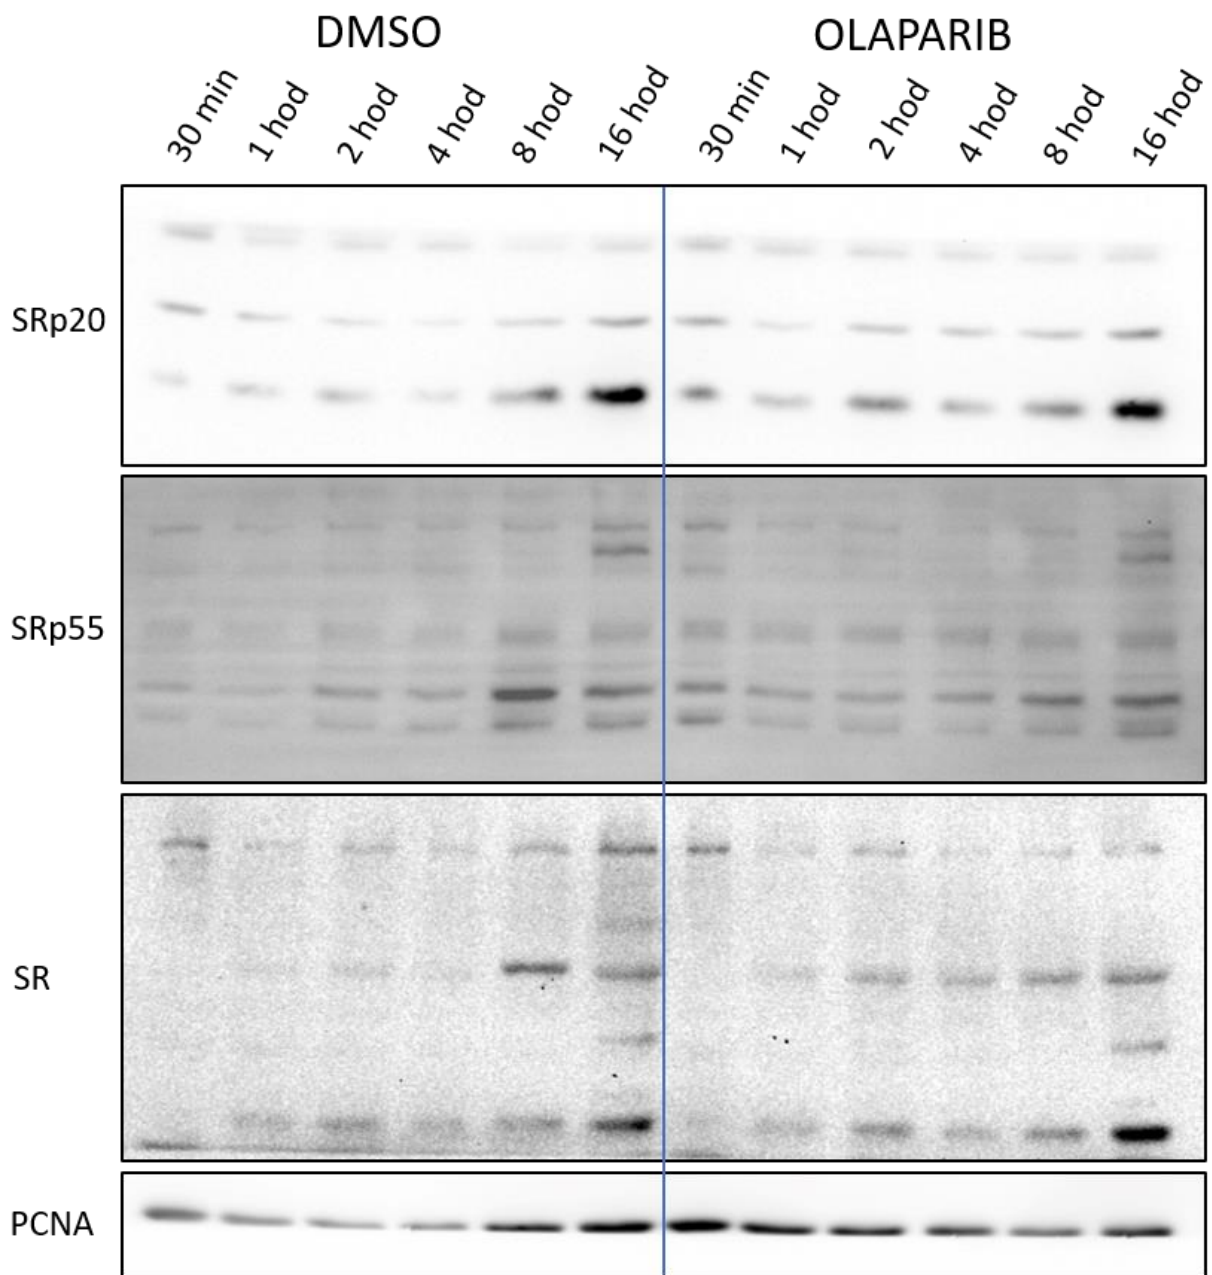 DMSO OLAPARIB
30 min 1 hod 2 hod 4 hod 8 hod 16 hod 30 min 1 hod 2 hod 4 hod 8 hod 16 hod
SRp20
SRp55
SR
PCNA